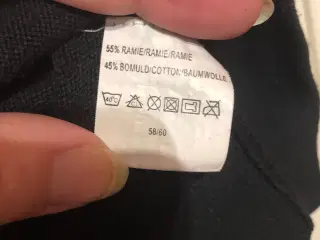 55% RAMIE/RAMIE/RAMIE
45% BOMULD/COTTON/BAUMWOLLE
40°C
58/60